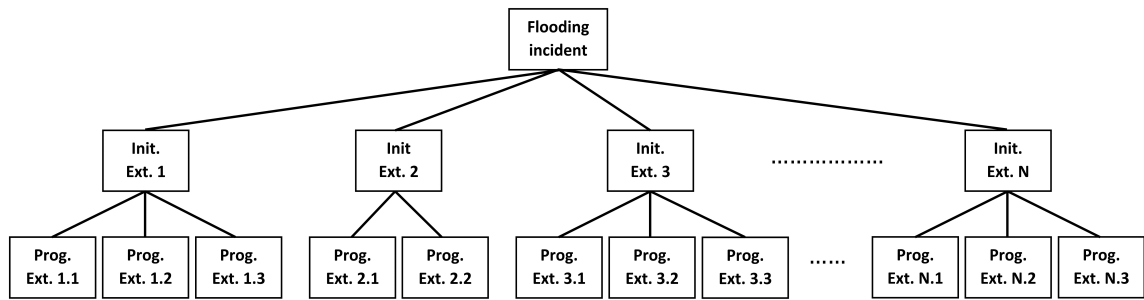 Flooding
incident
Init.
Ext. 1
Init
Ext. 2
Init.
Ext. 3
………………
Init.
Ext. N
Prog.
Ext. 1.1
Prog.
Ext. 1.2
Prog.
Ext. 1.3
Prog.
Ext. 2.1
Prog.
Ext. 2.2
Prog.
Ext. 3.1
Prog.
Ext. 3.2
Prog.
Ext. 3.3
……
Prog.
Ext. N.1
Prog.
Ext. N.2
Prog.
Ext. N.3